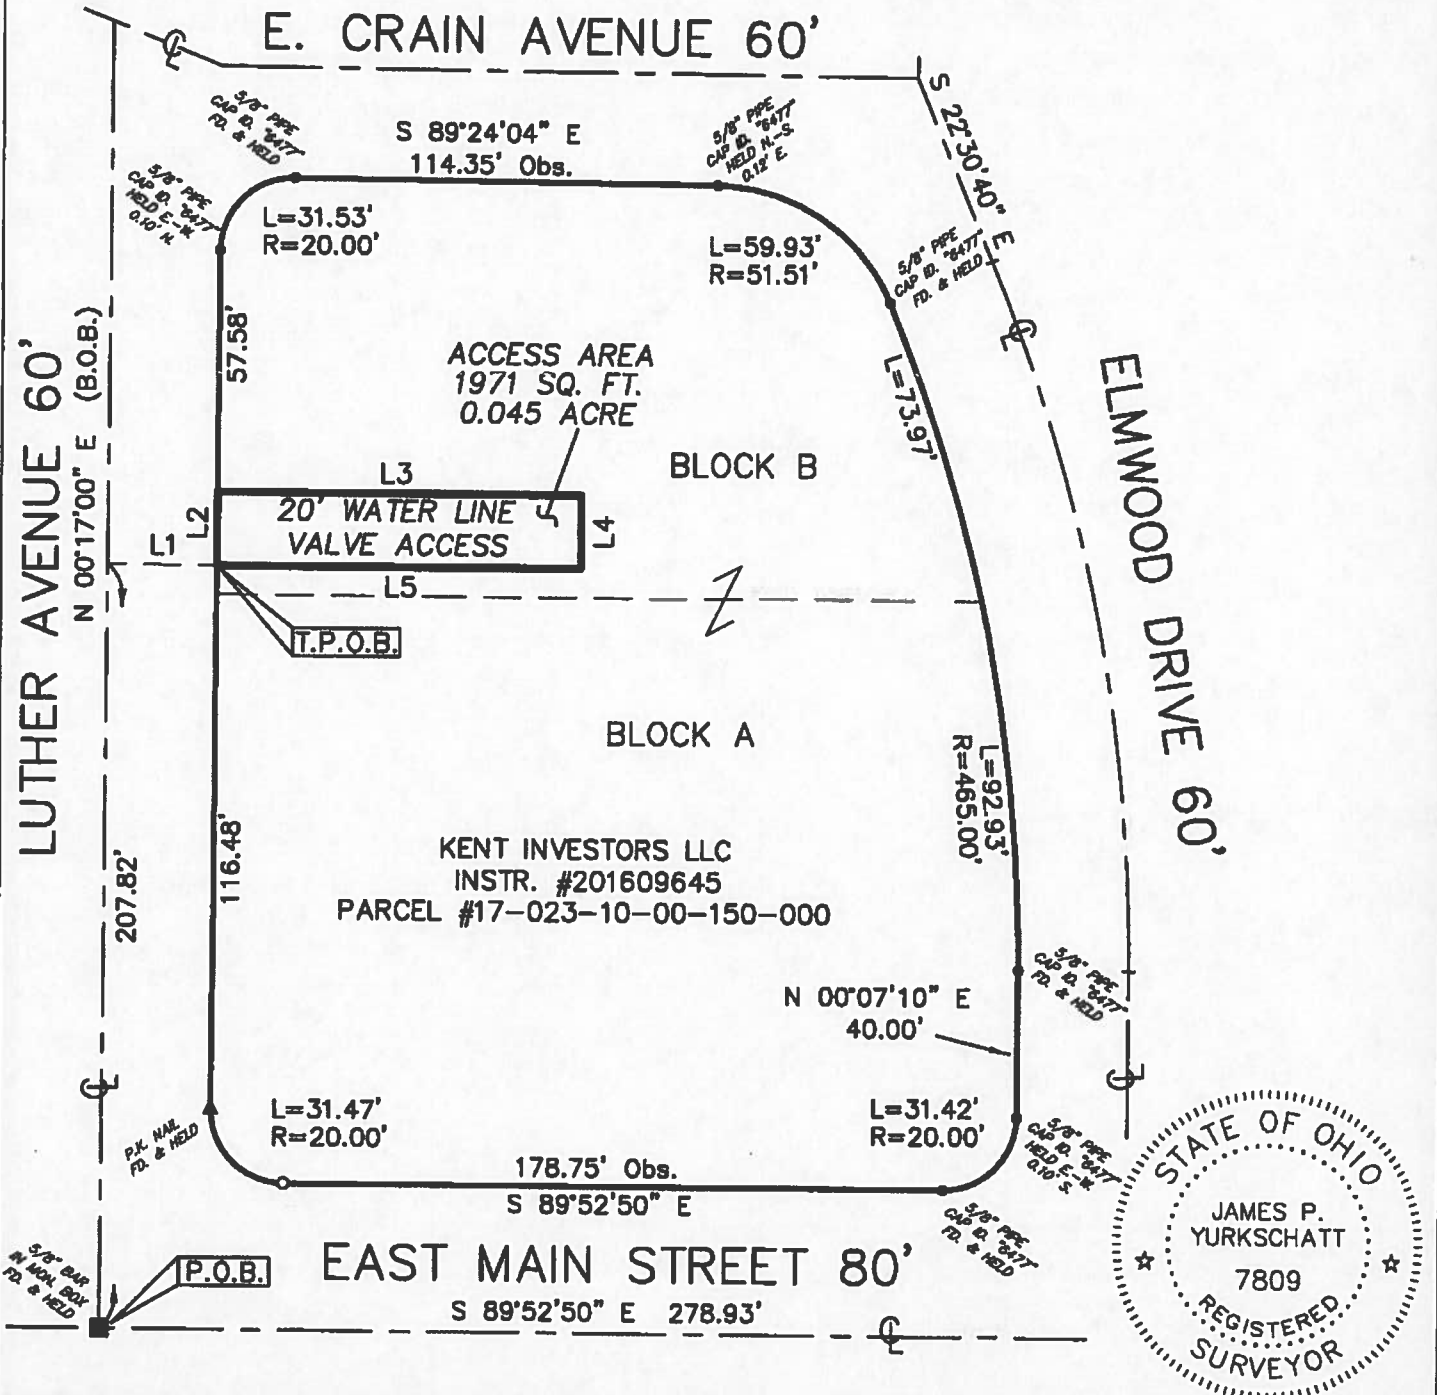 E. CRAIN AVENUE 60'
S 22°30'40" E
5/8" PIPE
CAP ID. "6477"
FD. & HELD
S 89°24'04" E
114.35' Obs.
5/8" PIPE
CAP ID. "6477"
HELD N.-S.
0.12' E.
5/8" PIPE
CAP ID. "6477"
HELD E.-W.
0.10' N.
L=31.53'
R=20.00'
L=59.93'
R=51.51'
5/8" PIPE
CAP ID. "6477"
FD. & HELD
LUTHER AVENUE 60'
N 00°17'00" E (B.O.B.)
57.58'
ACCESS AREA
1971 SQ. FT.
0.045 ACRE
L=73.97'
ELMWOOD DRIVE 60'
BLOCK B
L3
L2
20' WATER LINE
VALVE ACCESS
L4
L1
L5
T.P.O.B.
BLOCK A
L=92.93'
R=465.00'
207.82'
116.48'
KENT INVESTORS LLC
INSTR. #201609645
PARCEL #17-023-10-00-150-000
5/8" PIPE
CAP ID. "6477"
FD. & HELD
N 00°07'10" E
40.00'
P.K. NAIL
FD. & HELD
L=31.47'
R=20.00'
L=31.42'
R=20.00'
5/8" PIPE
CAP ID. "6477"
HELD E.-W.
0.10' S.
178.75' Obs.
S 89°52'50" E
5/8" PIPE
CAP ID. "6477"
FD. & HELD
5/8" BAR
IN MON. BOX
FD. & HELD
P.O.B.
EAST MAIN STREET 80'
S 89°52'50" E 278.93'
STATE OF OHIO
JAMES P.
YURKSCHATT
7809
REGISTERED
SURVEYOR